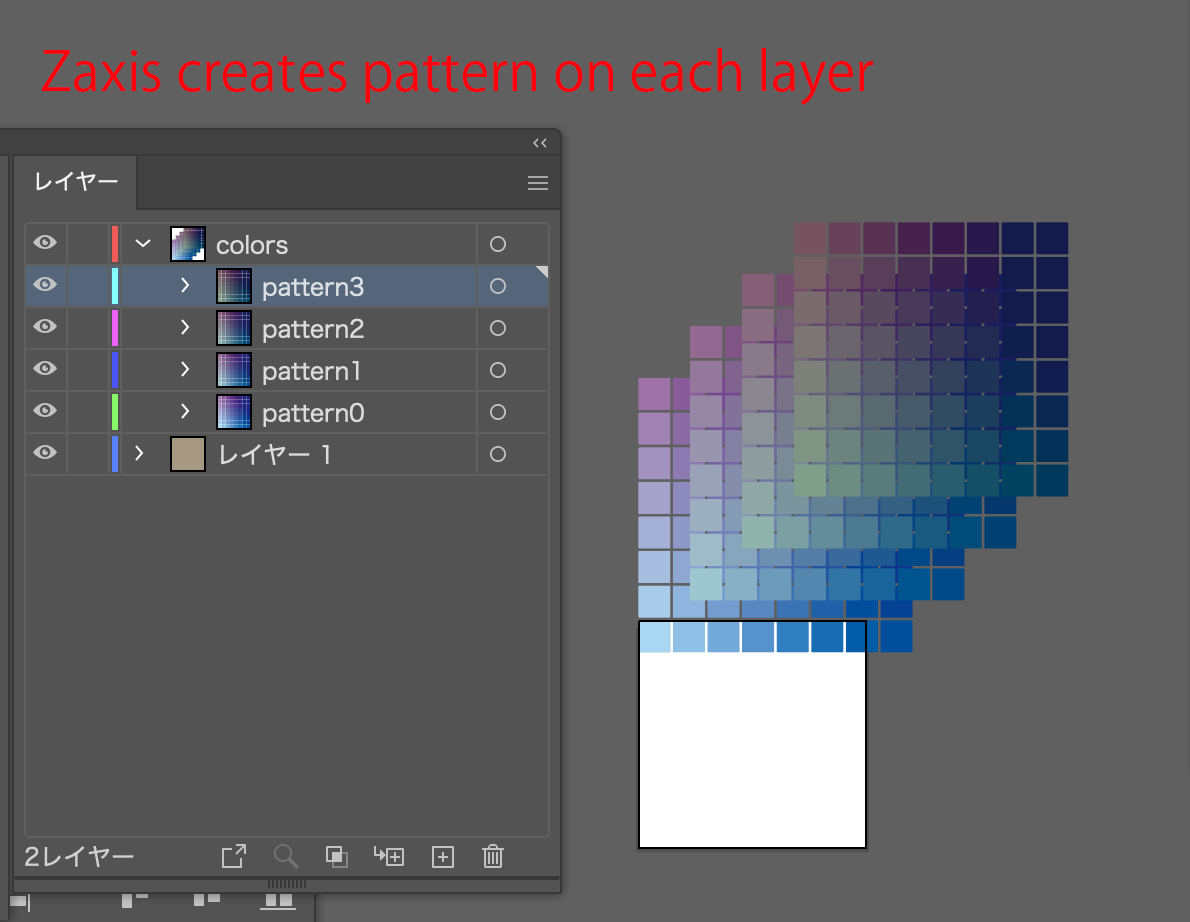 Zaxis creates pattern on each layer
レイヤー
colors
pattern3
pattern2
pattern1
pattern0
レイヤー 1
2レイヤー